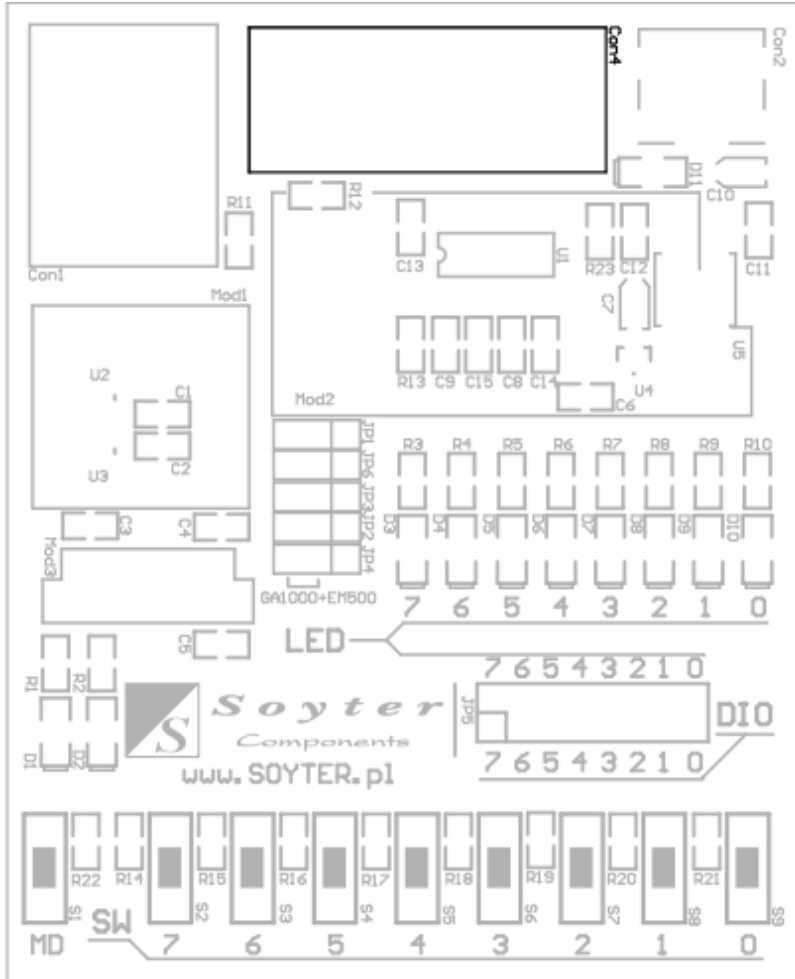 Con4
Con2
D11
C10
R12
R11
Con1
C13
U1
R23
C12
C11
C7
U5
Mod1
R13
C9
C15
C8
C14
U4
C6
U2
C1
C2
U3
Mod2
JP1
JP6
JP3
JP2
JP4
R3
R4
R5
R6
R7
R8
R9
R10
C3
C4
D3
D4
D5
D6
D7
D8
D9
D10
Mod3
GA1000+EM500
7 6 5 4 3 2 1 0
LED
C5
7 6 5 4 3 2 1 0
R1
R2
S
Soyter
Components
JP5
DIO
D1
D2
www.SOYTER.pl
7 6 5 4 3 2 1 0
R22
R14
R15
R16
R17
R18
R19
R20
R21
S1
S2
S3
S4
S5
S6
S7
S8
S9
SW
MD 7 6 5 4 3 2 1 0